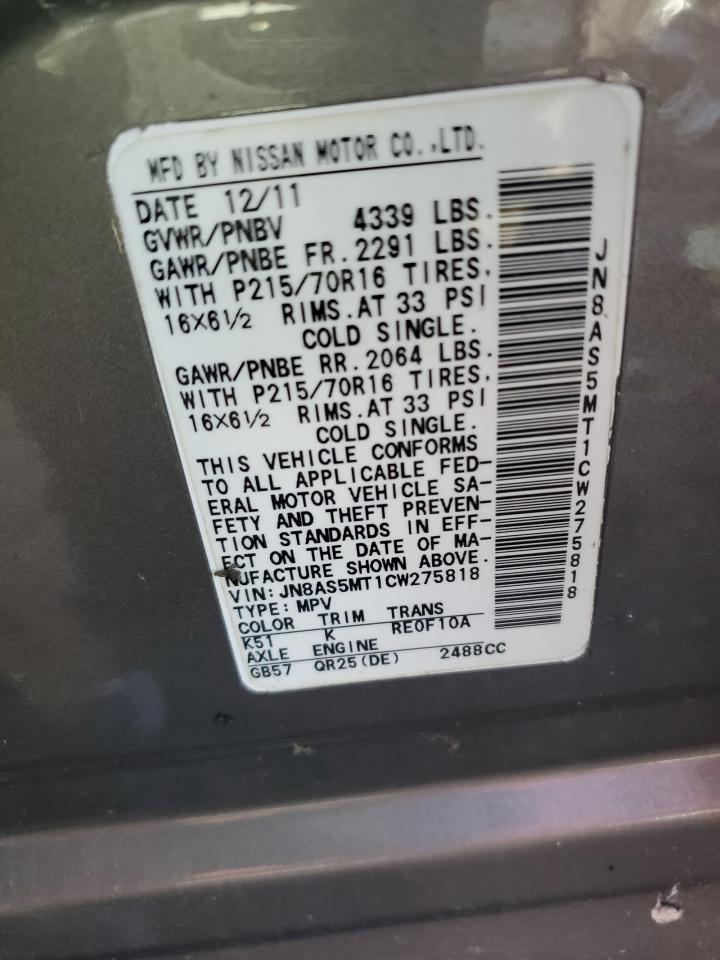 MFD BY NISSAN MOTOR CO.,LTD.
DATE 12/11
GVWR/PNBV 4339 LBS.
GAWR/PNBE FR.2291 LBS.
WITH P215/70R16 TIRES,
16X6½ RIMS.AT 33 PSI
COLD SINGLE.
GAWR/PNBE RR.2064 LBS.
WITH P215/70R16 TIRES,
16X6½ RIMS.AT 33 PSI
COLD SINGLE.
THIS VEHICLE CONFORMS
TO ALL APPLICABLE FED-
ERAL MOTOR VEHICLE SA-
FETY AND THEFT PREVEN-
TION STANDARDS IN EFF-
ECT ON THE DATE OF MA-
NUFACTURE SHOWN ABOVE.
VIN:JN8AS5MT1CW275818
TYPE:MPV
COLOR TRIM TRANS
K51 K RE0F10A
AXLE ENGINE
GB57 QR25(DE) 2488CC
JN8AS5MT1CW275818